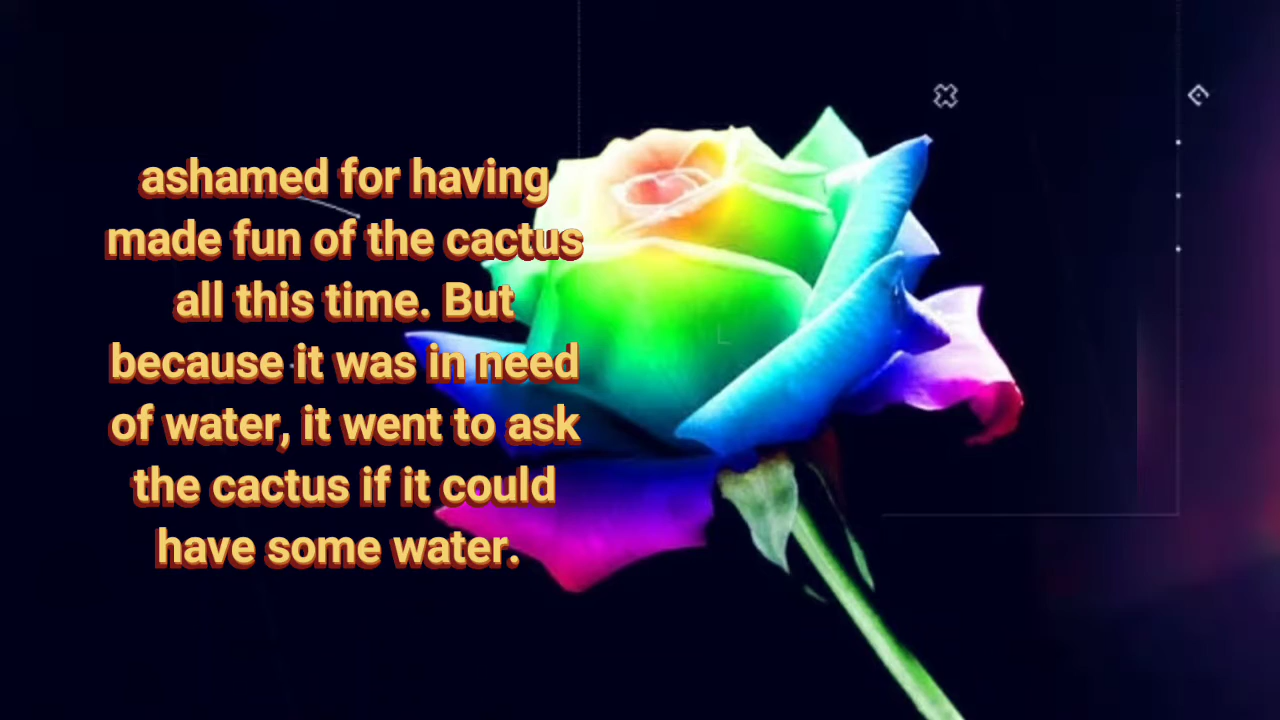 ashamed for having
made fun of the cactus
all this time. But
because it was in need
of water, it went to ask
the cactus if it could
have some water.